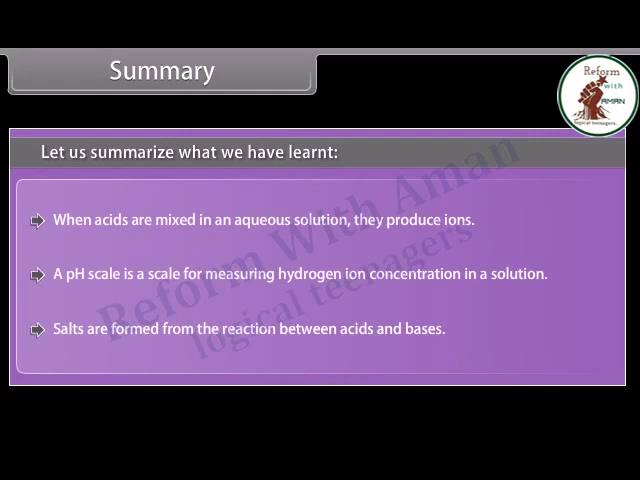 Summary
Reform
with
AMAN
logical teenagers.
Let us summarize what we have learnt:
When acids are mixed in an aqueous solution, they produce ions.
A pH scale is a scale for measuring hydrogen ion concentration in a solution.
Salts are formed from the reaction between acids and bases.
Reform With Aman
logical teenagers